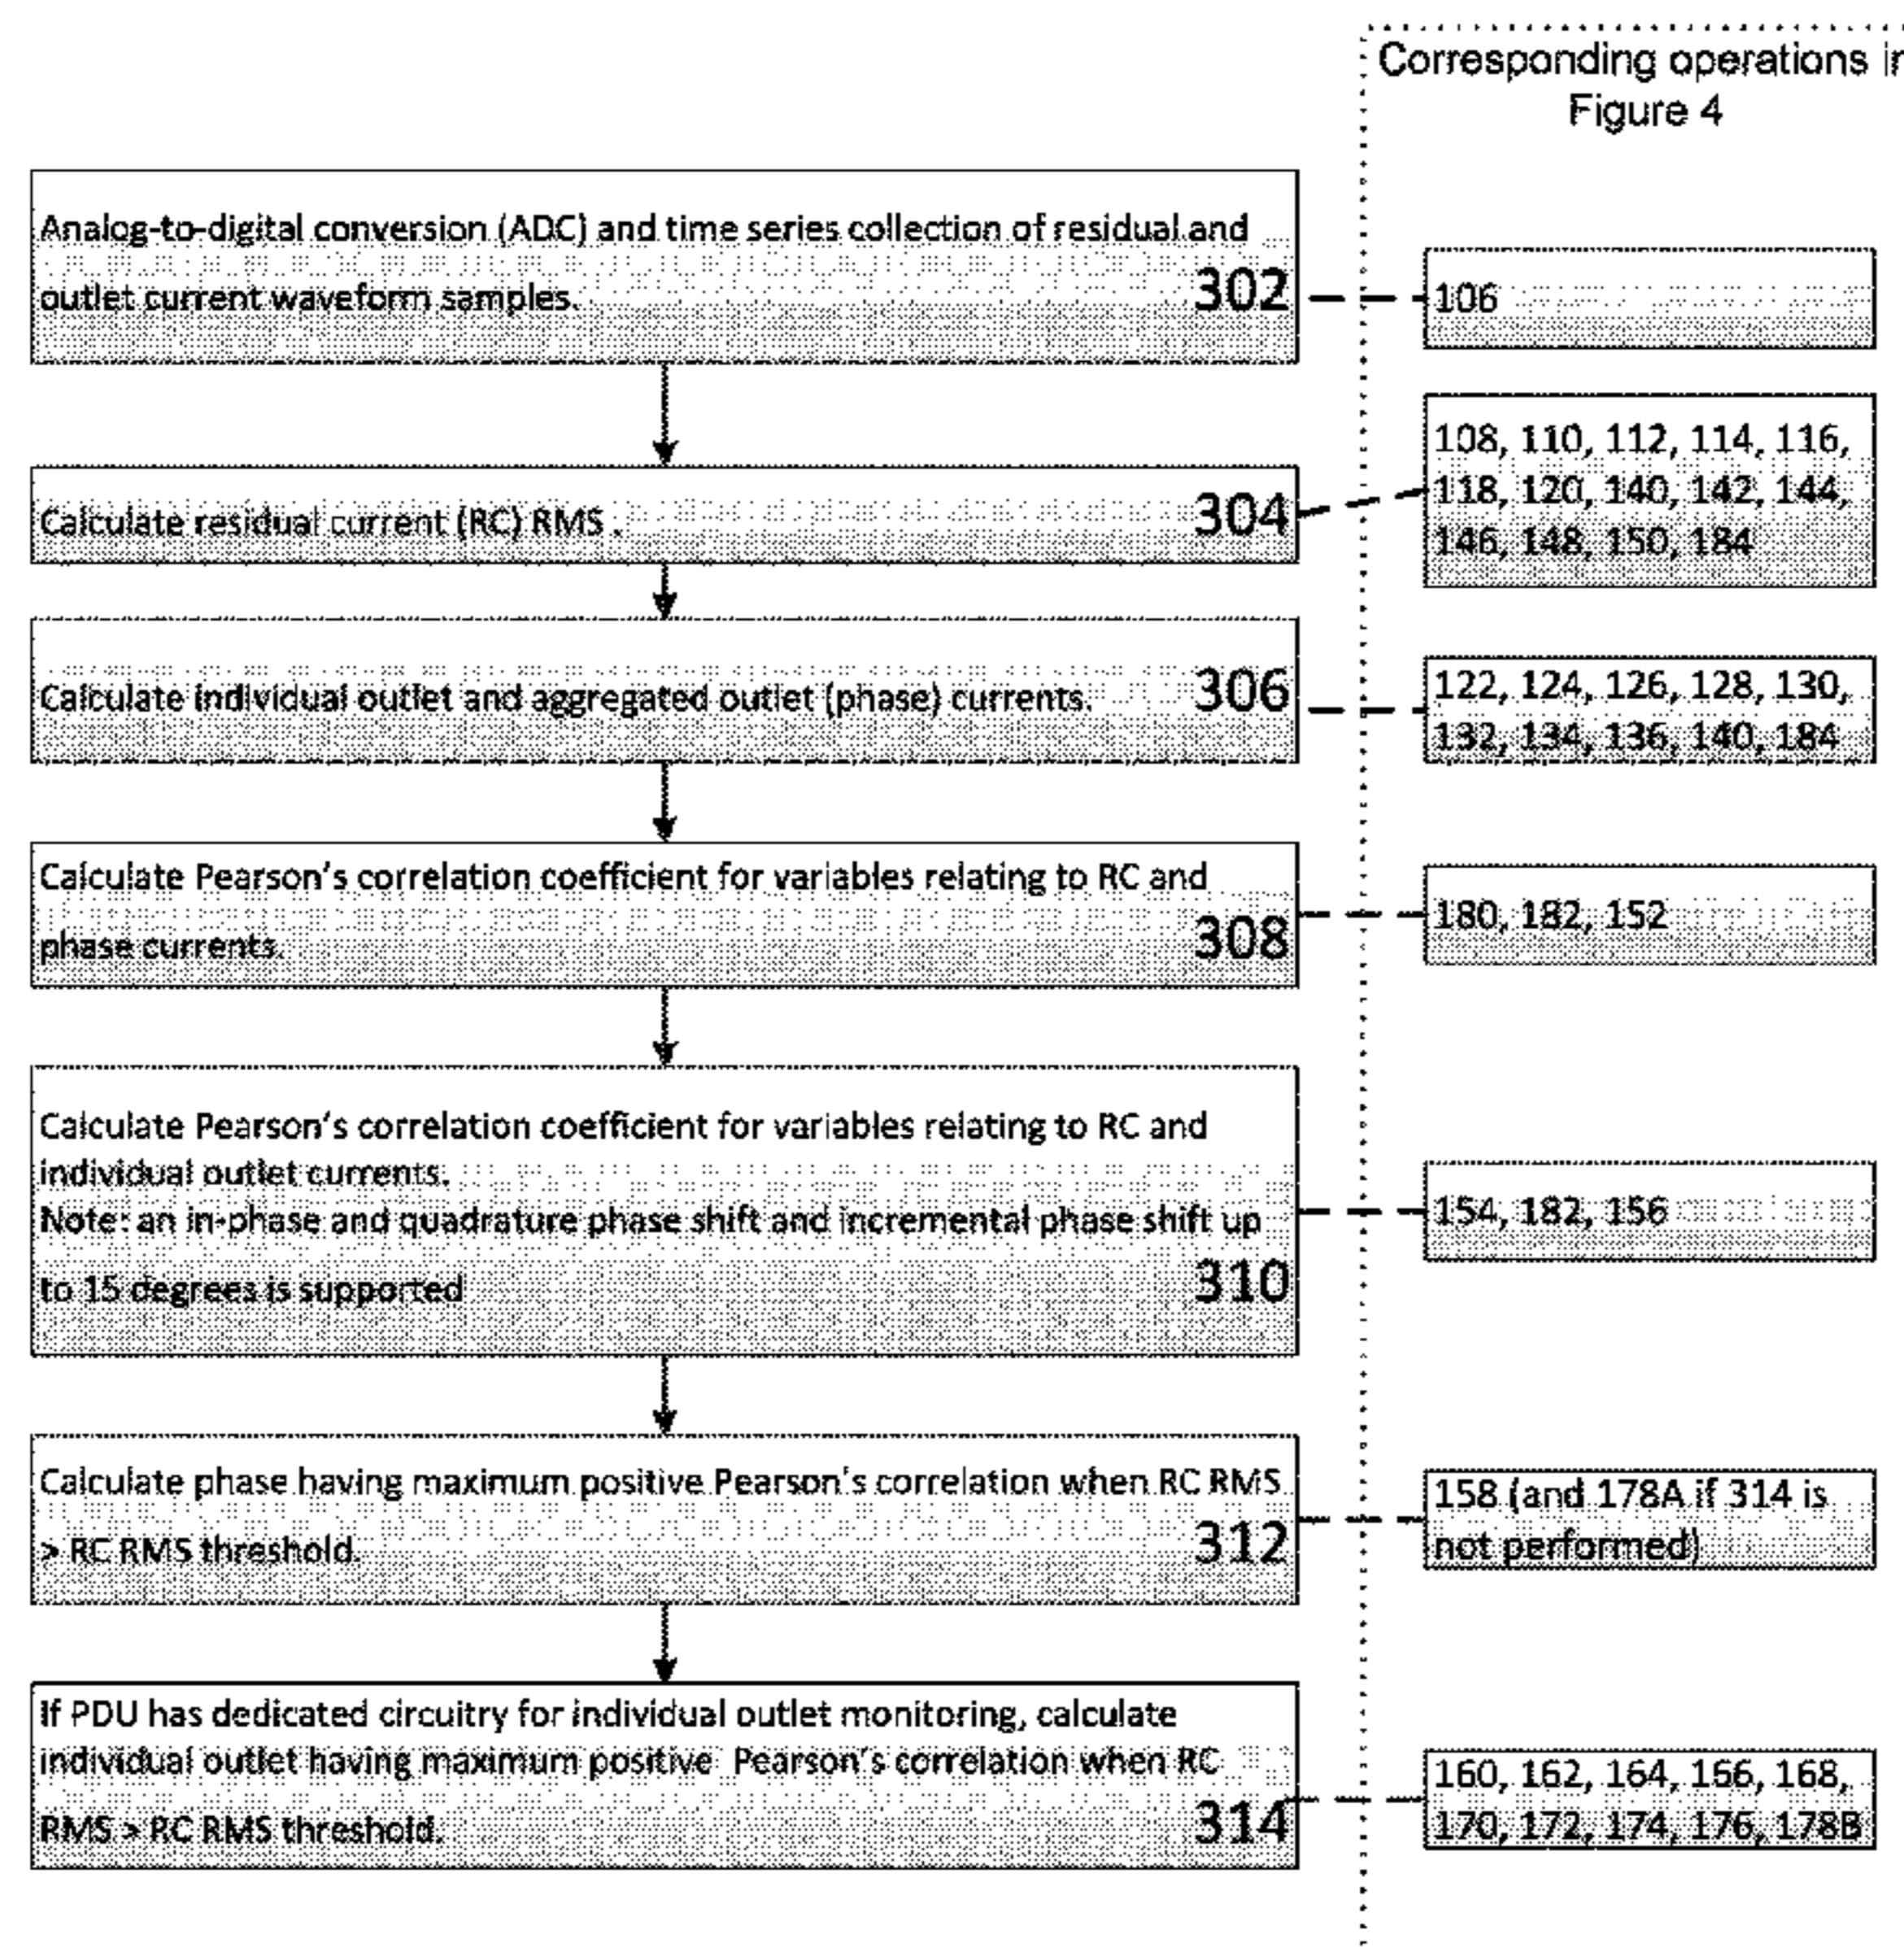 Corresponding operations in
Figure 4
Analog-to-digital conversion (ADC) and time series collection of residual and
outlet current waveform samples.
302
106
Calculate residual current (RC) RMS .
304
108, 110, 112, 114, 116,
118, 120, 140, 142, 144,
146, 148, 150, 184
Calculate individual outlet and aggregated outlet (phase) currents.
306
122, 124, 126, 128, 130,
132, 134, 136, 140, 184
Calculate Pearson's correlation coefficient for variables relating to RC and
phase currents.
308
180, 182, 152
Calculate Pearson's correlation coefficient for variables relating to RC and
individual outlet currents.
Note: an in-phase and quadrature phase shift and incremental phase shift up
to 15 degrees is supported
310
154, 182, 156
Calculate phase having maximum positive Pearson's correlation when RC RMS
> RC RMS threshold.
312
158 (and 178A if 314 is
not performed)
If PDU has dedicated circuitry for individual outlet monitoring, calculate
individual outlet having maximum positive Pearson's correlation when RC
RMS > RC RMS threshold.
314
160, 162, 164, 166, 168,
170, 172, 174, 176, 178B